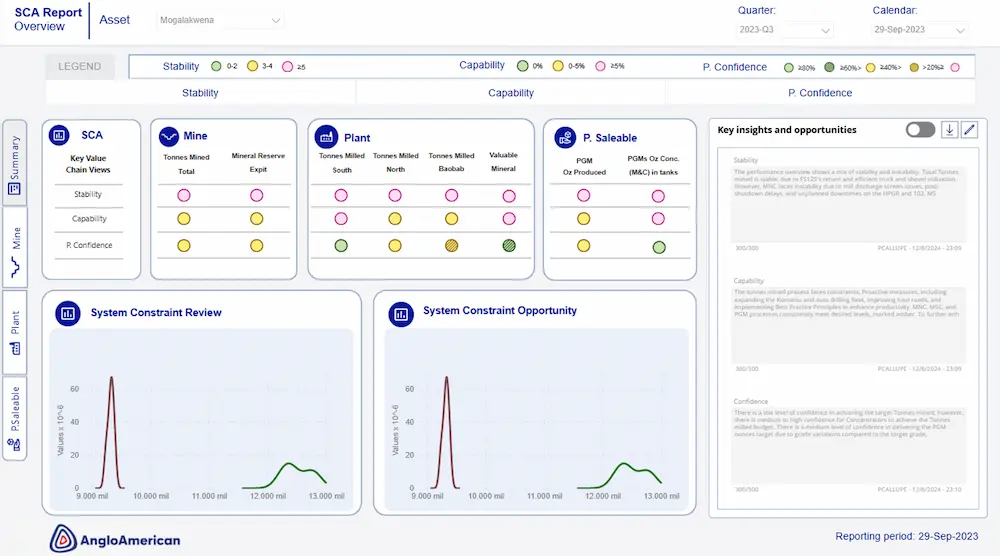 SCA Report
Overview
Asset
Mogalakwena
Quarter:
2023-Q3
Calendar:
29-Sep-2023
LEGEND
Stability 0-2 3-4 ≥5
Capability 0% 0-5% ≥5%
P. Confidence ≥80% ≥60%> ≥40%> >20%≥
Stability Capability P. Confidence
Summary
Mine
Plant
P.Saleable
SCA
Key Value
Chain Views
Stability
Capability
P. Confidence
Mine
Tonnes Mined
Total
Mineral Reserve
Expit
Plant
Tonnes Milled
South
Tonnes Milled
North
Tonnes Milled
Baobab
Valuable
Mineral
P. Saleable
PGM
Oz Produced
PGMs Oz Conc.
(M&C) in tanks
Key insights and opportunities
Stability
The performance overview shows a mix of stability and instability. Total Tonnes
mined is stable, due to
return and efficient truck and shovel utilisation.
However, MNC faces instability due to mill discharge screen issues, post-
shutdown delays, and unplanned downtimes on the HPGR and 102. MS
300/300
PCALLUPE - 12/8/2024 - 23:09
Capability
The tonnes mined process faces constraints, Proactive measures, including
expanding the Komatsu and auto drilling fleet, improving haul roads, and
implementing Best Practice Principles to enhance productivity. MNC, MSC, and
PGM processes consistently meet desired levels, marked amber. To further enh
300/300
PCALLUPE - 12/8/2024 - 23:09
Confidence
There is a low level of confidence in achieving the target Tonnes mined, however,
there is medium to high confidence for Concentrators to achieve the Tonnes
milled budget. There is a medium level of confidence in delivering the PGM
ounces target due to grade variations compared to the target grade.
300/300
PCALLUPE - 12/8/2024 - 23:10
System Constraint Review
Values x 10^-6
60
40
20
0
9.000 mil 10.000 mil 11.000 mil 12.000 mil 13.000 mil
System Constraint Opportunity
Values x 10^-6
60
40
20
0
9.000 mil 10.000 mil 11.000 mil 12.000 mil 13.000 mil
AngloAmerican
Reporting period: 29-Sep-2023